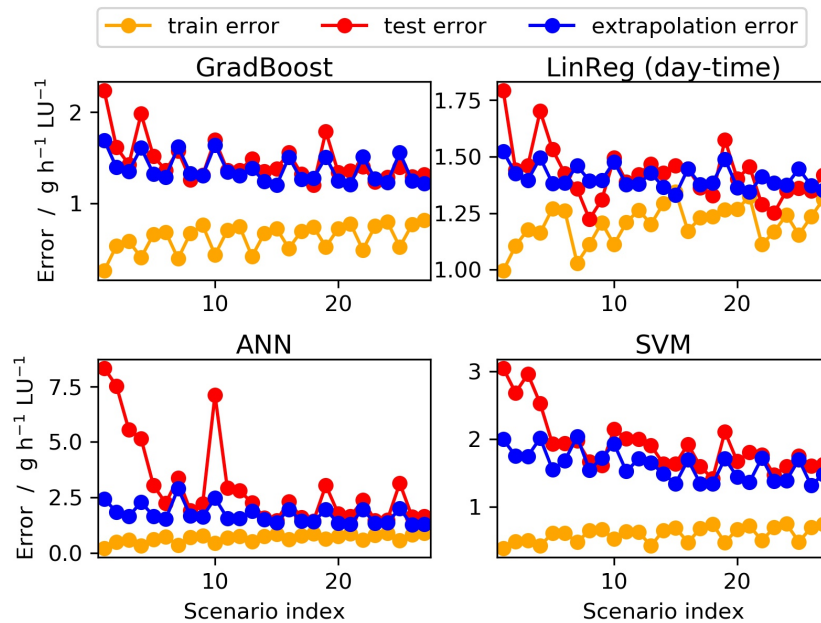 train error test error extrapolation error
GradBoost LinReg (day-time)
2
1
Error / g h⁻¹ LU⁻¹
10 20
1.75
1.50
1.25
1.00
10 20
ANN SVM
7.5
5.0
2.5
0.0
Error / g h⁻¹ LU⁻¹
10 20
Scenario index
3
2
1
10 20
Scenario index